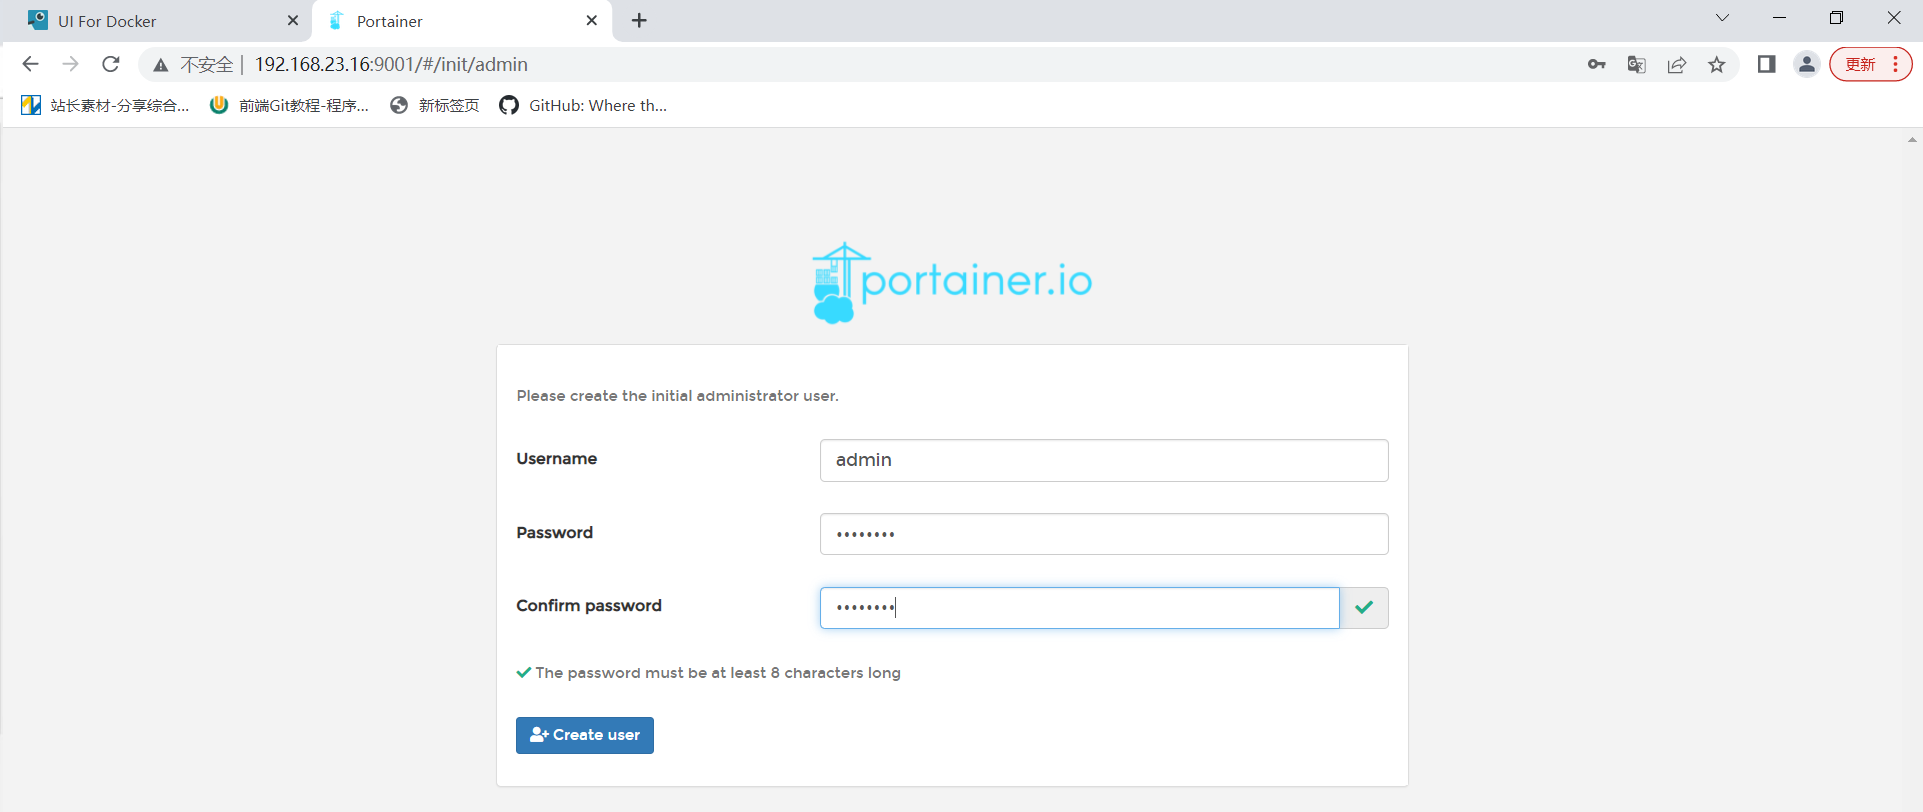 UI For Docker
Portainer
不安全 | 192.168.23.16:9001/#/init/admin
更新
站长素材-分享综合...
前端Git教程-程序...
新标签页
GitHub: Where th...
portainer.io
Please create the initial administrator user.
Username
admin
Password
••••••••
Confirm password
••••••••
The password must be at least 8 characters long
Create user